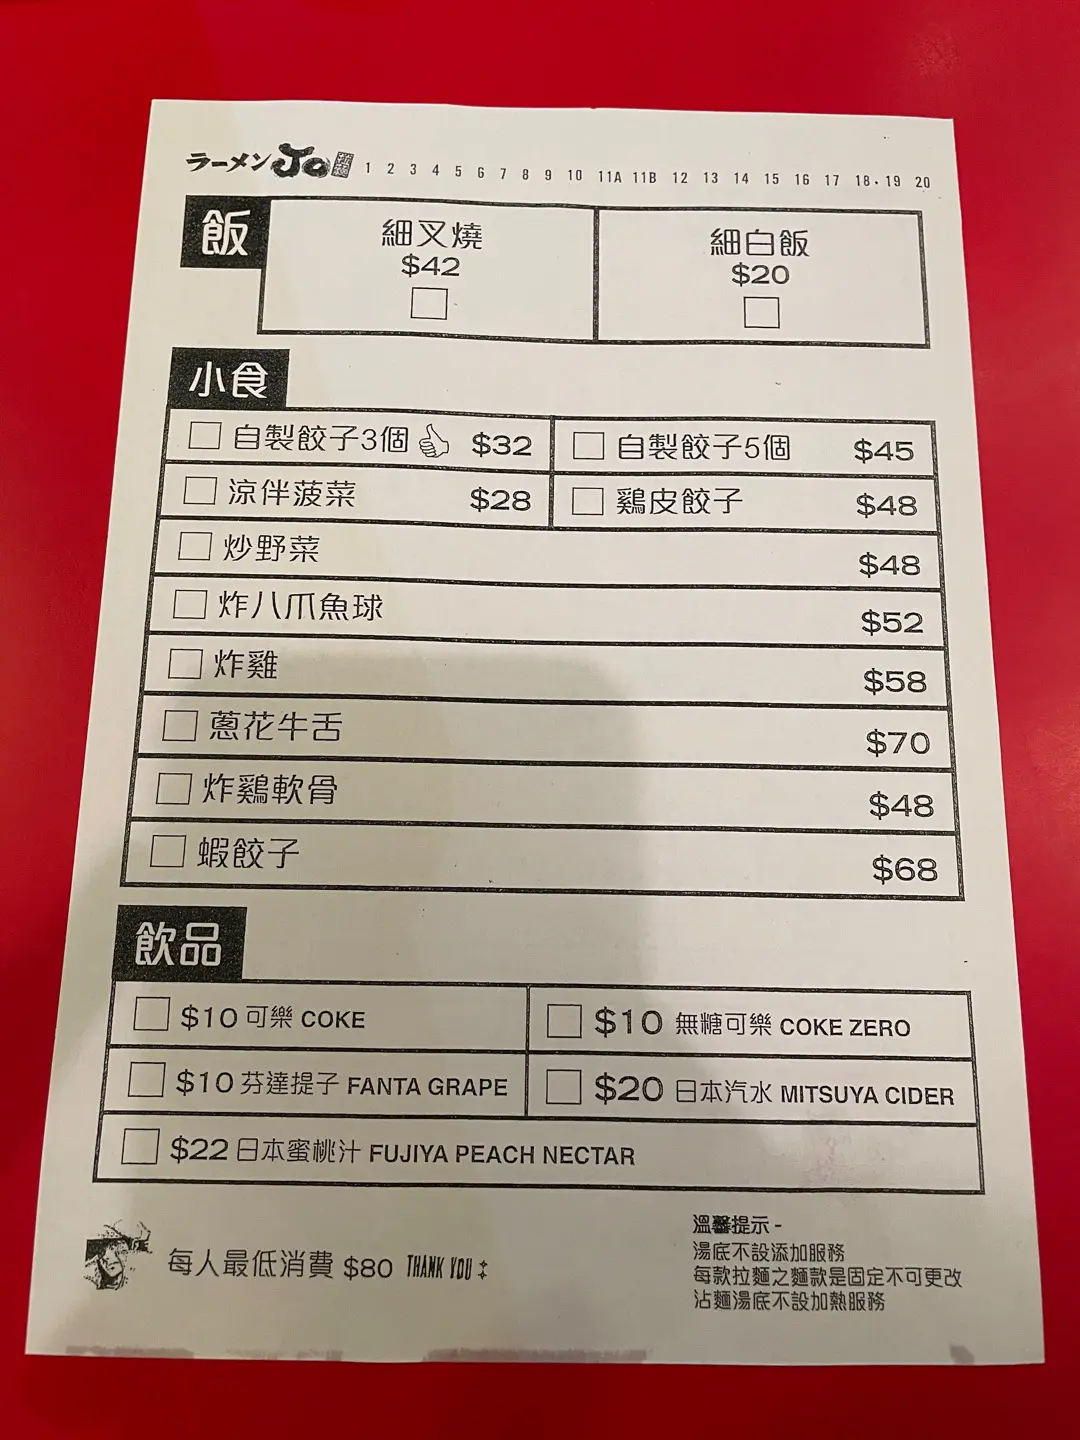 ラーメン JO 1 2 3 4 5 6 7 8 9 10 11A 11B 12 13 14 15 16 17 18 · 19 20
飯
細叉燒
$42
細白飯
$20
小食
自製餃子3個 $32
自製餃子5個 $45
涼伴菠菜 $28
鷄皮餃子 $48
炒野菜 $48
炸八爪魚球 $52
炸雞 $58
蔥花牛舌 $70
炸鷄軟骨 $48
蝦餃子 $68
飲品
$10 可樂 COKE
$10 無糖可樂 COKE ZERO
$10 芬達提子 FANTA GRAPE
$20 日本汽水 MITSUYA CIDER
$22 日本蜜桃汁 FUJIYA PEACH NECTAR
每人最低消費 $80 THANK YOU
溫馨提示 -
湯底不設添加服務
每款拉麵之麵款是固定不可更改
沾麵湯底不設加熱服務